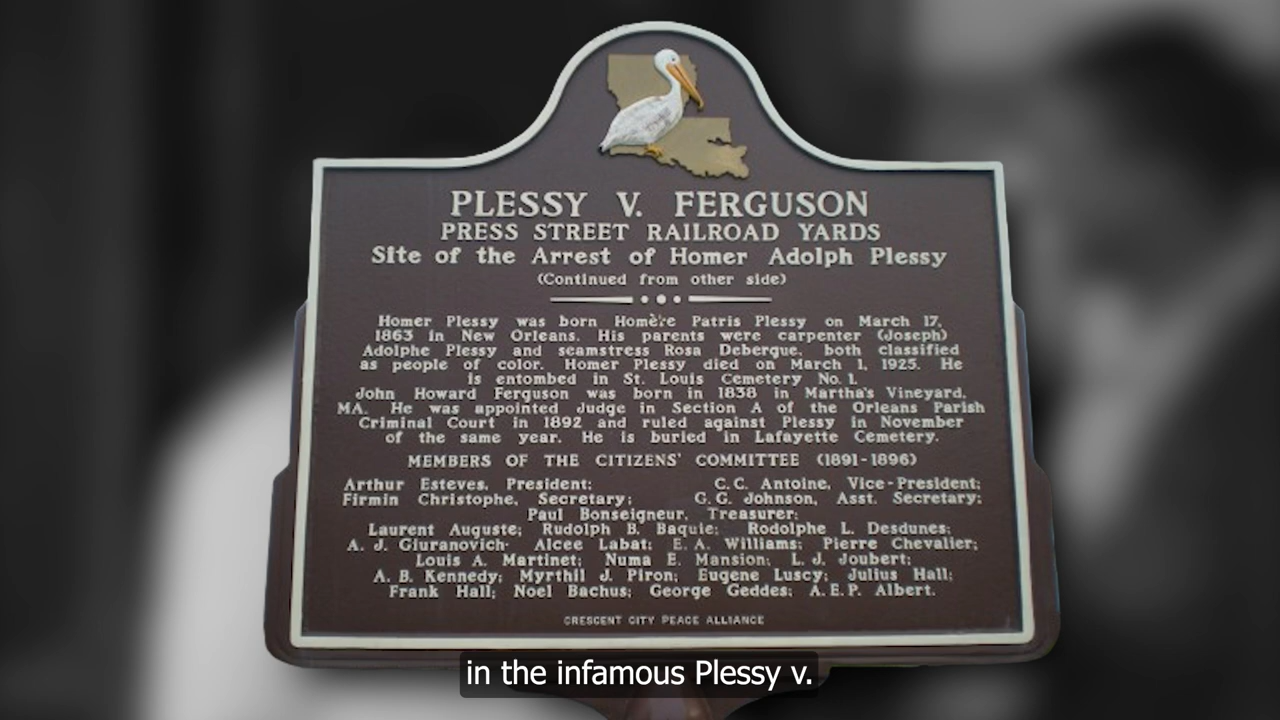 PLESSY V. FERGUSON
PRESS STREET RAILROAD YARDS
Site of the Arrest of Homer Adolph Plessy
(Continued from other side)
Homer Plessy was born Homère Patris Plessy on March 17,
1863 in New Orleans. His parents were carpenter (Joseph)
Adolphe Plessy and seamstress Rosa Debergue, both classified
as people of color. Homer Plessy died on March 1, 1925. He
is entombed in St. Louis Cemetery No. 1.
John Howard Ferguson was born in 1838 in Martha's Vineyard,
MA. He was appointed Judge in Section A of the Orleans Parish
Criminal Court in 1892 and ruled against Plessy in November
of the same year. He is buried in Lafayette Cemetery.
MEMBERS OF THE CITIZENS' COMMITTEE (1891-1896)
Arthur Esteves, President; C.C. Antoine, Vice-President;
Firmin Christophe, Secretary; G.G. Johnson, Asst. Secretary;
Paul Bonseigneur, Treasurer;
Laurent Auguste; Rudolph B. Baquie; Rodolphe L. Desdunes;
A. J. Giuranovich; Alcee Labat; E. A. Williams; Pierre Chevalier;
Louis A. Martinet; Numa E. Mansion; L. J. Joubert;
A. B. Kennedy; Myrthil J. Piron; Eugene Luscy; Julius Hall;
Frank Hall; Noel Bachus; George Geddes; A.E.P. Albert.
CRESCENT CITY PEACE ALLIANCE
in the infamous Plessy v.